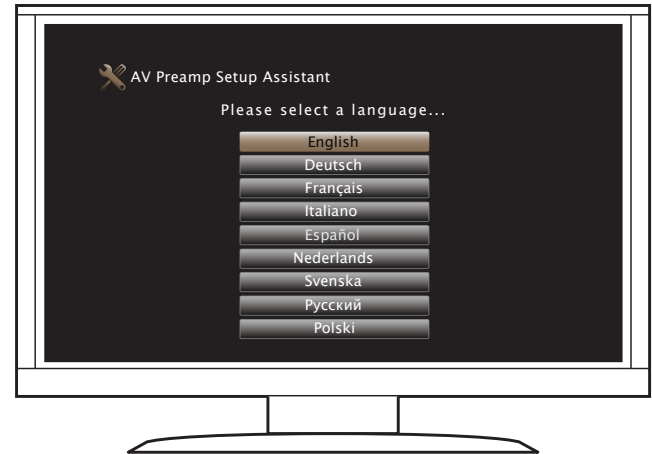 AV Preamp Setup Assistant
Please select a language...
English
Deutsch
Français
Italiano
Español
Nederlands
Svenska
Русский
Polski